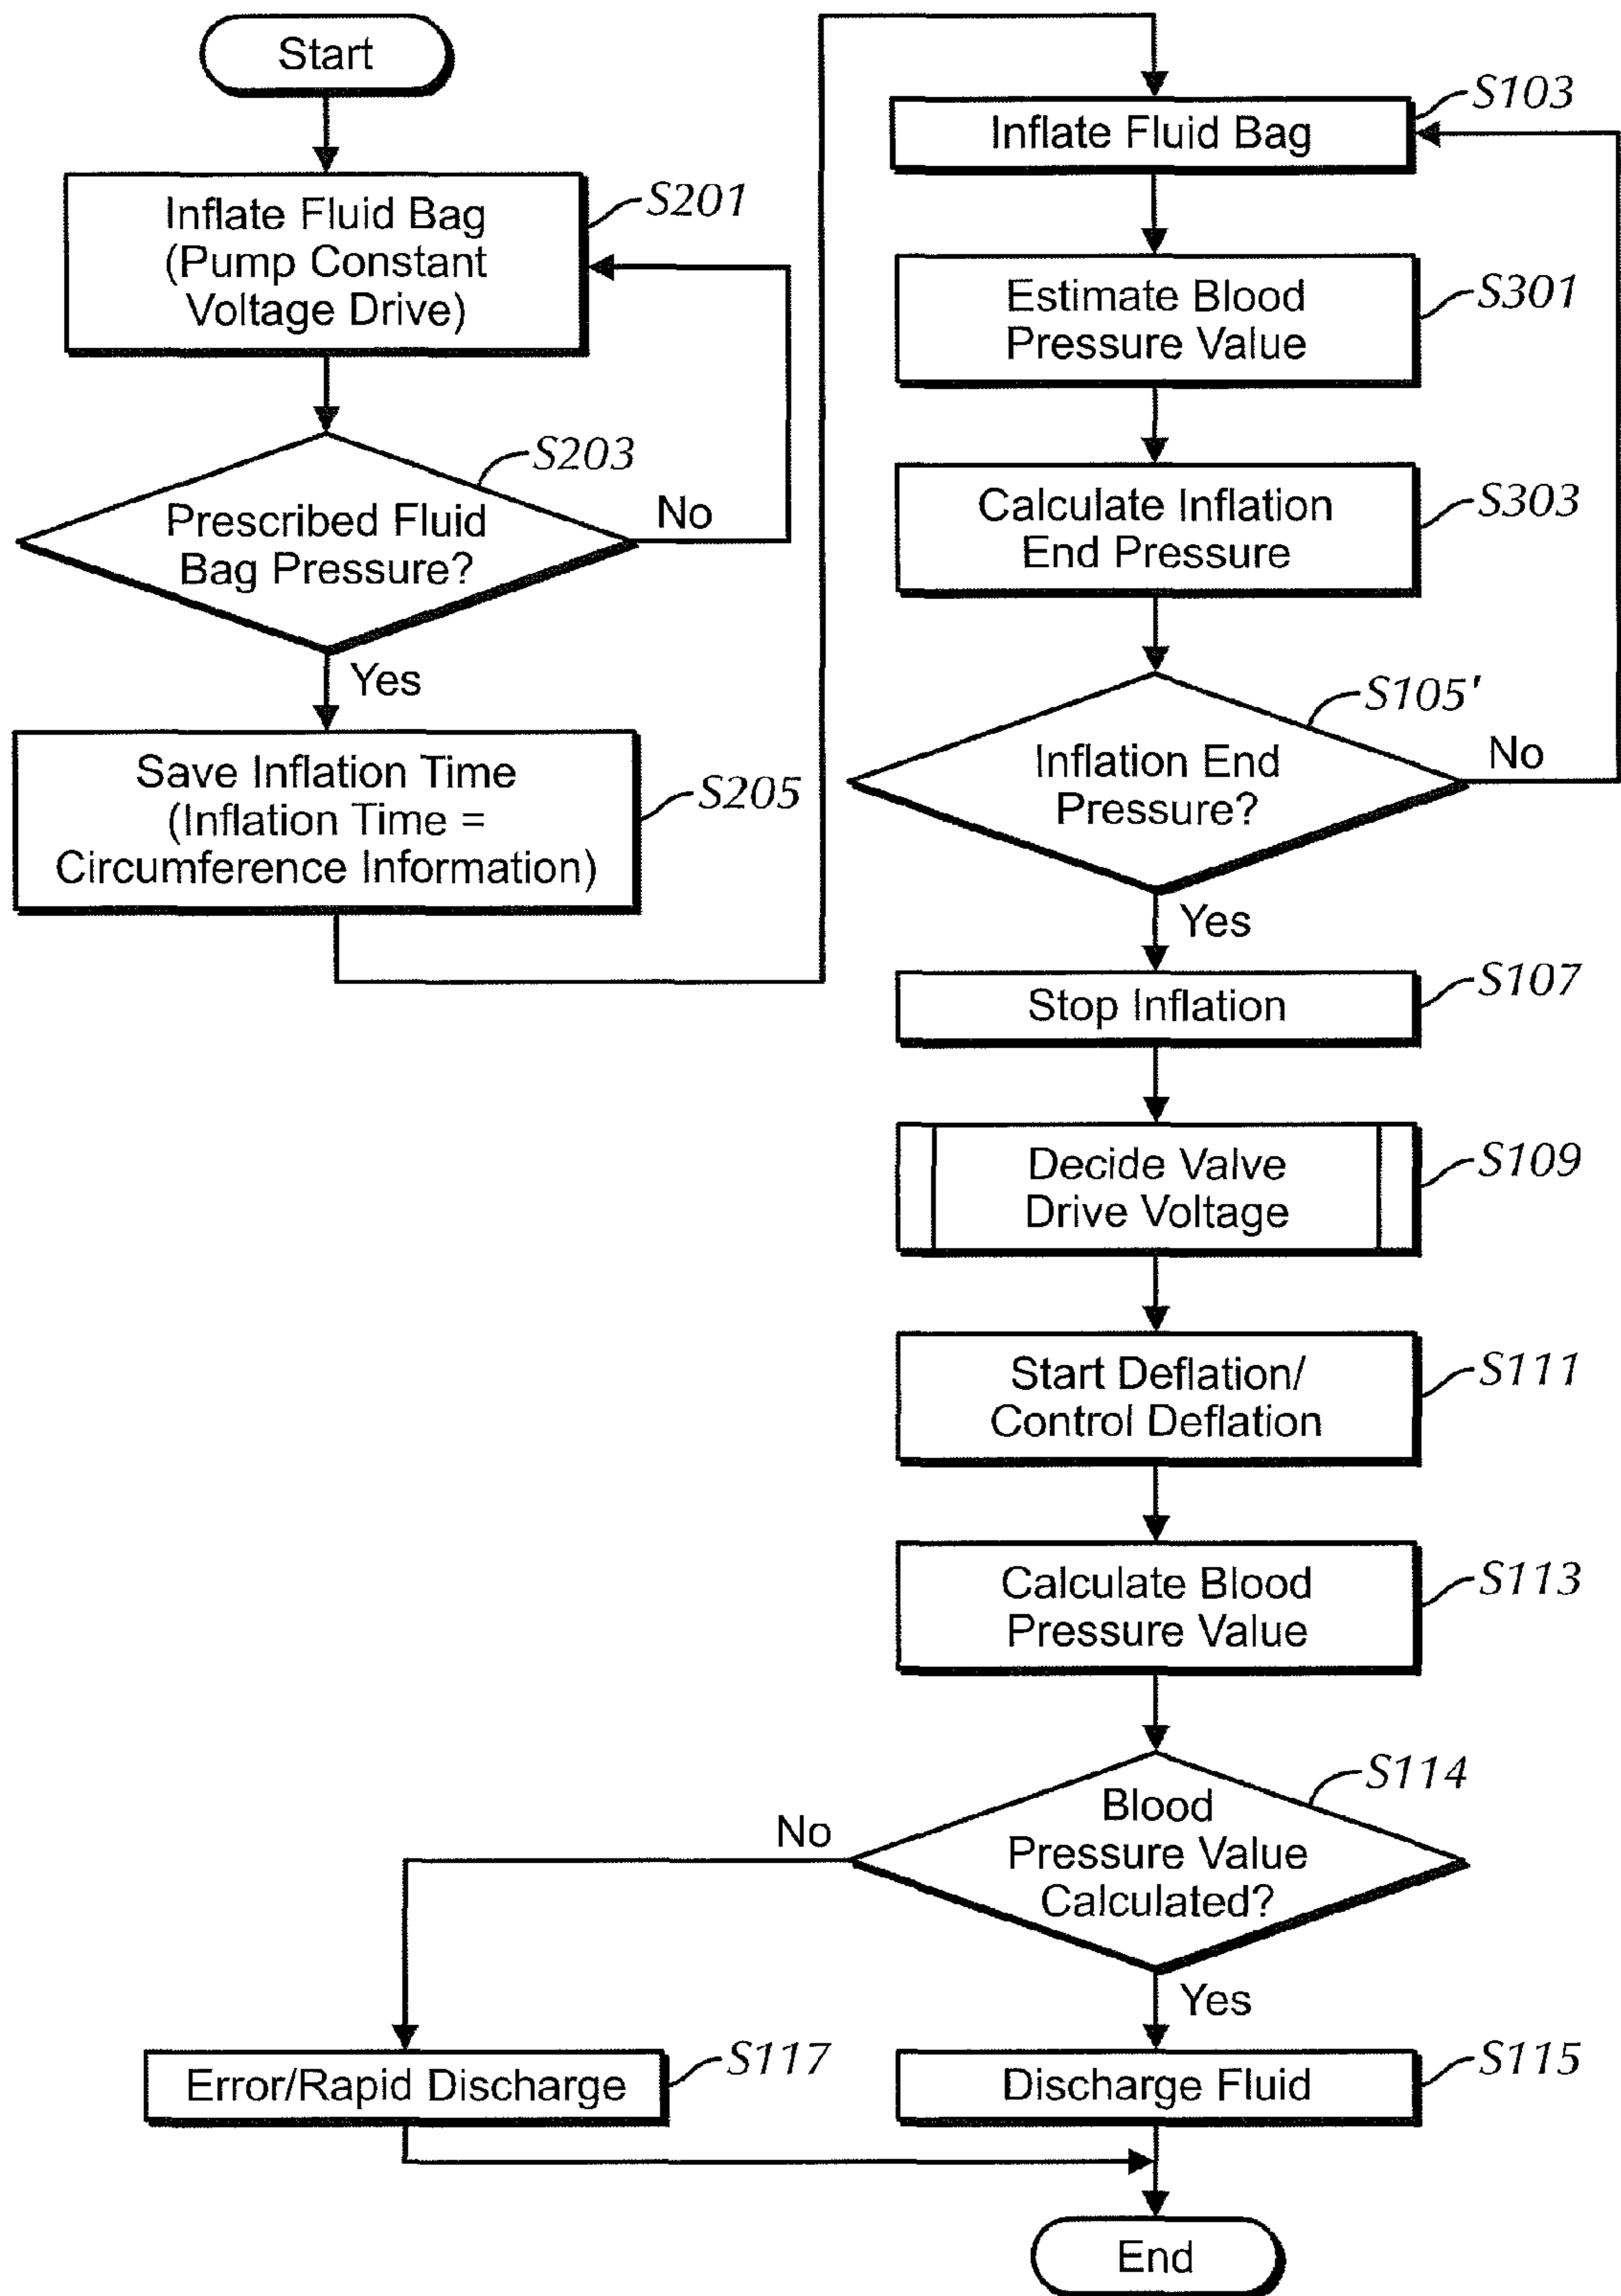 Start
Inflate Fluid Bag
(Pump Constant
Voltage Drive)
S201
Prescribed Fluid
Bag Pressure?
S203
No
Yes
Save Inflation Time
(Inflation Time =
Circumference Information)
S205
Inflate Fluid Bag
S103
Estimate Blood
Pressure Value
S301
Calculate Inflation
End Pressure
S303
Inflation End
Pressure?
S105'
No
Yes
Stop Inflation
S107
Decide Valve
Drive Voltage
S109
Start Deflation/
Control Deflation
S111
Calculate Blood
Pressure Value
S113
Blood
Pressure Value
Calculated?
S114
No
Yes
Error/Rapid Discharge
S117
Discharge Fluid
S115
End